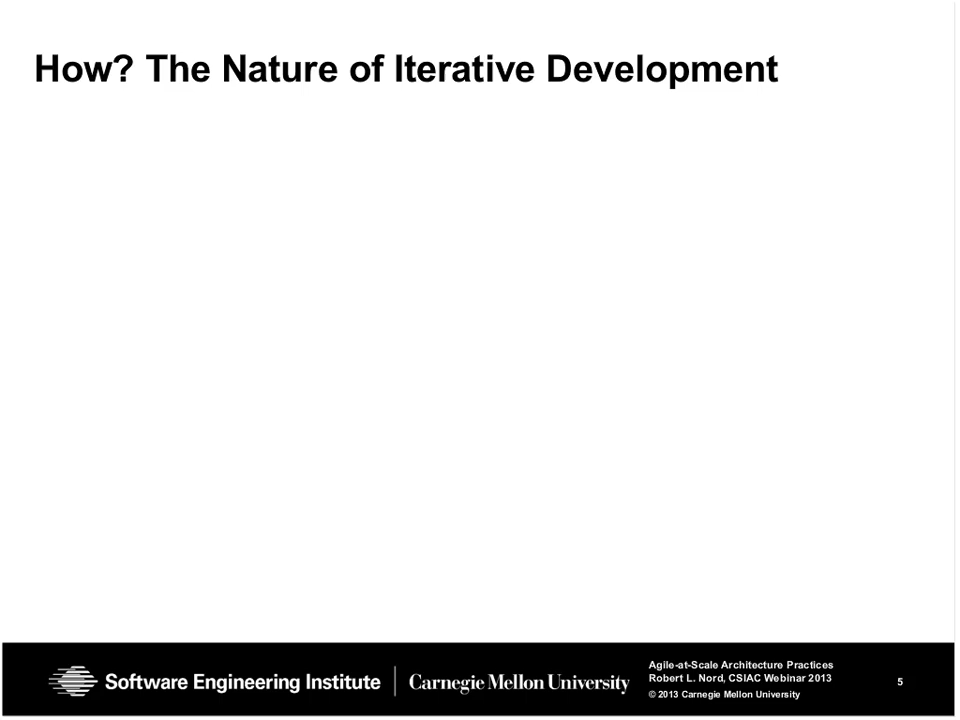 How? The Nature of Iterative Development
Software Engineering Institute
Carnegie Mellon University
Agile-at-Scale Architecture Practices
Robert L. Nord, CSIAC Webinar 2013
© 2013 Carnegie Mellon University
5